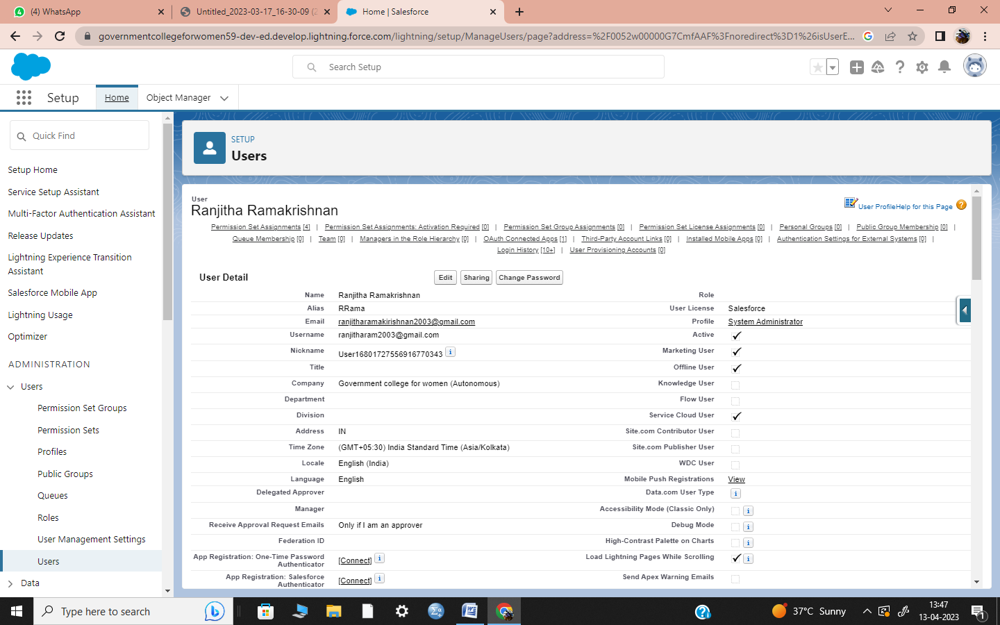 (4) WhatsApp
Untitled_2023-03-17_16-30-09 (2
Home | Salesforce
governmentcollegeforwomen59-dev-ed.develop.lightning.force.com/lightning/setup/ManageUsers/page?address=%2F0052w00000G7CmfAAF%3Fnoredirect%3D1%26isUserE...
Search Setup
Setup
Home
Object Manager
Quick Find
Setup Home
Service Setup Assistant
Multi-Factor Authentication Assistant
Release Updates
Lightning Experience Transition
Assistant
Salesforce Mobile App
Lightning Usage
Optimizer
ADMINISTRATION
Users
Permission Set Groups
Permission Sets
Profiles
Public Groups
Queues
Roles
User Management Settings
Users
Data
SETUP
Users
User
Ranjitha Ramakrishnan
User Profile Help for this Page
Permission Set Assignments [4] | Permission Set Assignments: Activation Required [0] | Permission Set Group Assignments [0] | Permission Set License Assignments [0] | Personal Groups [0] | Public Group Membership [0] |
Queue Membership [0] | Team [0] | Managers in the Role Hierarchy [0] | OAuth Connected Apps [1] | Third-Party Account Links [0] | Installed Mobile Apps [0] | Authentication Settings for External Systems [0] |
Login History [10+] | User Provisioning Accounts [0]
User Detail
Edit
Sharing
Change Password
Name Ranjitha Ramakrishnan Role
Alias RRama User License Salesforce
Email ranjitharamakirishnan2003@gmail.com Profile System Administrator
Username ranjitharam2003@gmail.com Active
Nickname User16801727556916770343 i Marketing User
Title Offline User
Company Government college for women (Autonomous) Knowledge User
Department Flow User
Division Service Cloud User
Address IN Site.com Contributor User
Time Zone (GMT+05:30) India Standard Time (Asia/Kolkata) Site.com Publisher User
Locale English (India) WDC User
Language English Mobile Push Registrations View
Delegated Approver Data.com User Type i
Manager Accessibility Mode (Classic Only) i
Receive Approval Request Emails Only if I am an approver Debug Mode i
Federation ID High-Contrast Palette on Charts i
App Registration: One-Time Password
Authenticator [Connect] i Load Lightning Pages While Scrolling i
App Registration: Salesforce
Authenticator [Connect] i Send Apex Warning Emails
Type here to search
37°C Sunny
13:47
13-04-2023
1